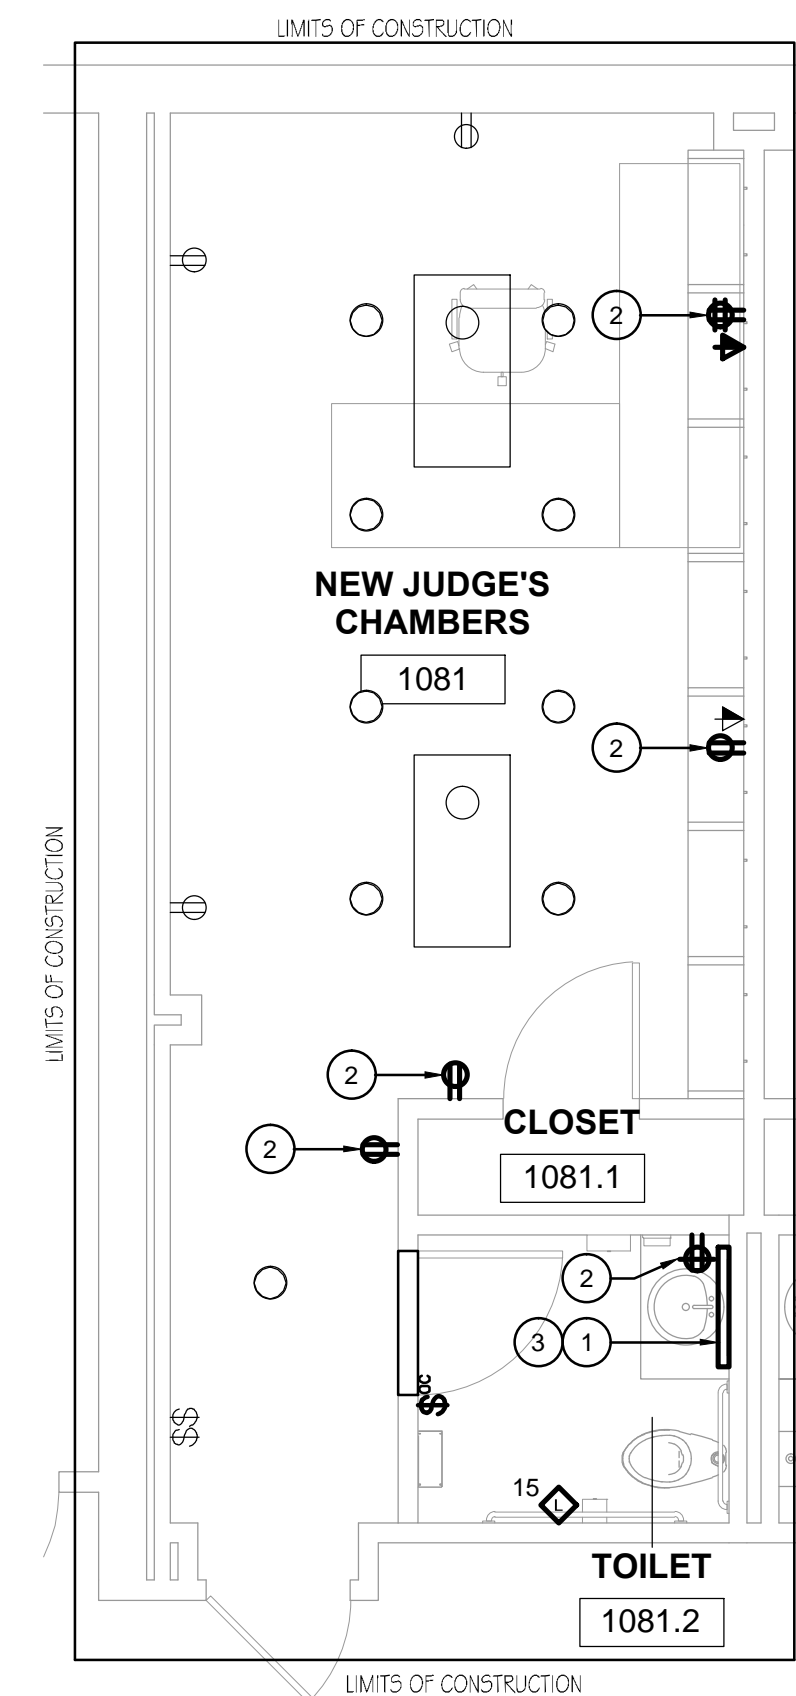 LIMITS OF CONSTRUCTION
2
NEW JUDGE'S
CHAMBERS
1081
2
LIMITS OF CONSTRUCTION
2
2
CLOSET
1081.1
2
3 1
$OC
$$
15 L
TOILET
1081.2
LIMITS OF CONSTRUCTION